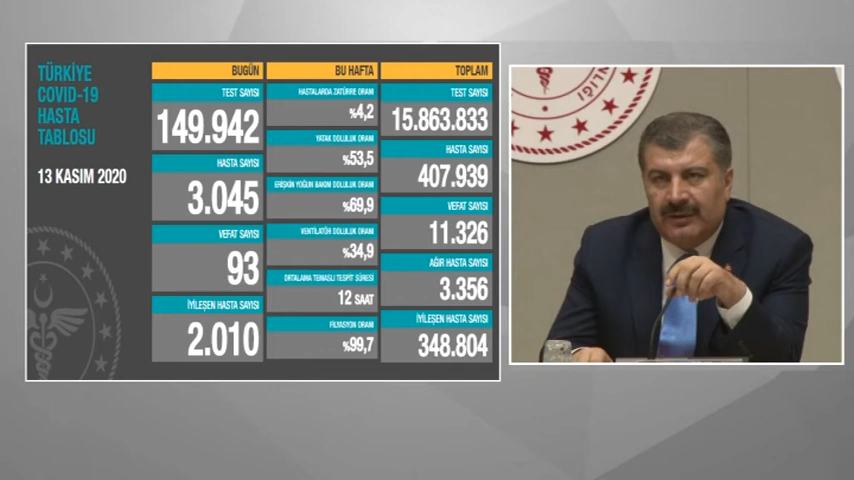 TÜRKİYE
COVID-19
HASTA
TABLOSU
13 KASIM 2020
BUGÜN
TEST SAYISI
149.942
HASTA SAYISI
3.045
VEFAT SAYISI
93
İYİLEŞEN HASTA SAYISI
2.010
BU HAFTA
HASTALARDA ZATÜRRE ORANI
%4,2
YATAK DOLULUK ORANI
%53,5
ERİŞKİN YOĞUN BAKIM DOLULUK ORANI
%69,9
VENTİLATÖR DOLULUK ORANI
%34,9
ORTALAMA TEMASLI TESPİT SÜRESİ
12 SAAT
FİLYASYON ORANI
%99,7
TOPLAM
TEST SAYISI
15.863.833
HASTA SAYISI
407.939
VEFAT SAYISI
11.326
AĞIR HASTA SAYISI
3.356
İYİLEŞEN HASTA SAYISI
348.804